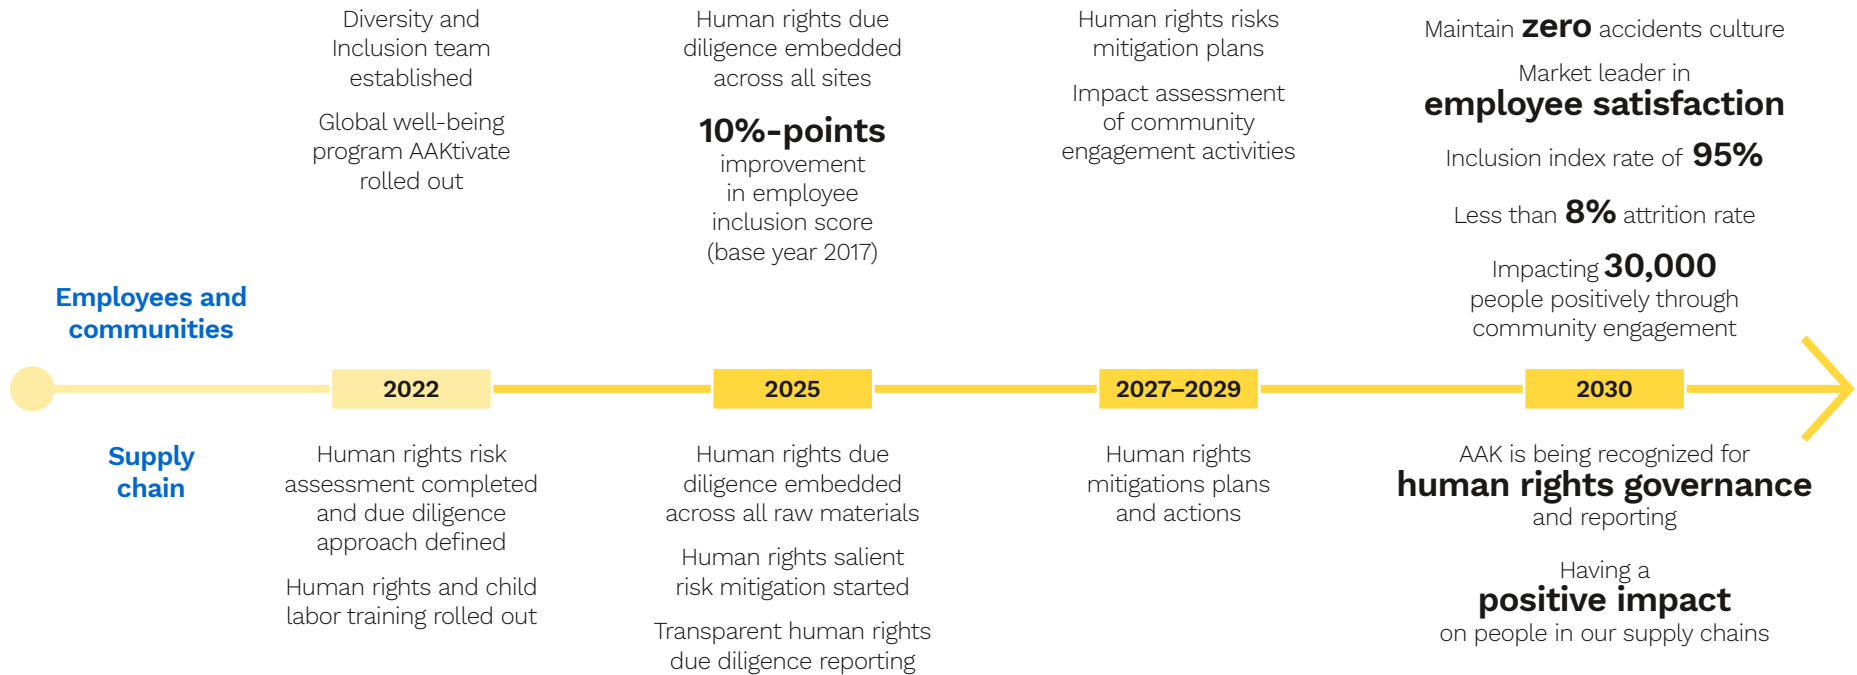 Diversity and
Inclusion team
established
Global well-being
program AAKtivate
rolled out
Human rights due
diligence embedded
across all sites
10%-points
improvement
in employee
inclusion score
(base year 2017)
Human rights risks
mitigation plans
Impact assessment
of community
engagement activities
Maintain zero accidents culture
Market leader in
employee satisfaction
Inclusion index rate of 95%
Less than 8% attrition rate
Impacting 30,000
people positively through
community engagement
Employees and
communities
2022
2025
2027–2029
2030
Supply
chain
Human rights risk
assessment completed
and due diligence
approach defined
Human rights and child
labor training rolled out
Human rights due
diligence embedded
across all raw materials
Human rights salient
risk mitigation started
Transparent human rights
due diligence reporting
Human rights
mitigations plans
and actions
AAK is being recognized for
human rights governance
and reporting
Having a
positive impact
on people in our supply chains